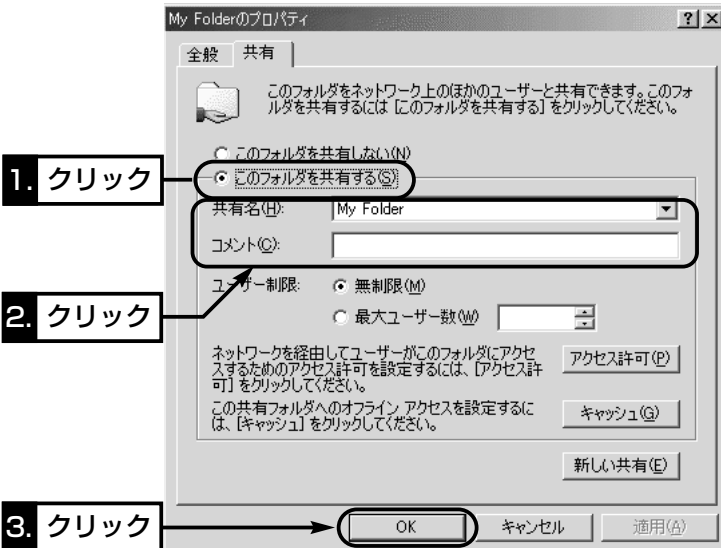 My Folderのプロパティ
全般 共有
このフォルダをネットワーク上のほかのユーザーと共有できます。このフォ
ルダを共有するには [このフォルダを共有する] をクリックしてください。
このフォルダを共有しない(N)
1. クリック
このフォルダを共有する(S)
共有名(H): My Folder
コメント(C):
ユーザー制限: 無制限(M)
2. クリック
最大ユーザー数(W)
ネットワークを経由してユーザーがこのフォルダにアクセ
スするためのアクセス許可を設定するには、[アクセス許
可] をクリックしてください。
アクセス許可(P)
この共有フォルダへのオフライン アクセスを設定するに
は、[キャッシュ] をクリックしてください。
キャッシュ(G)
新しい共有(E)
3. クリック
OK キャンセル 適用(A)